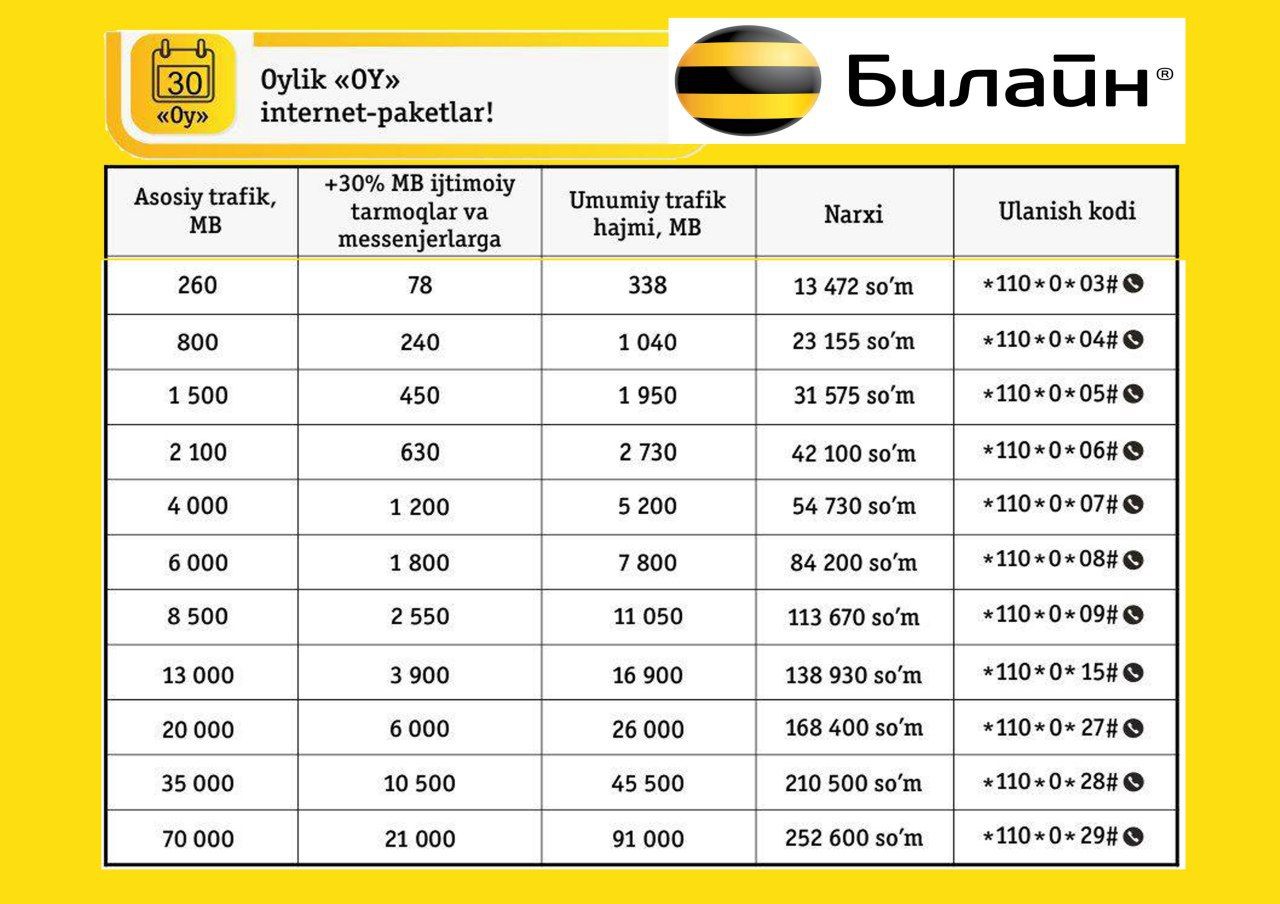 30
«Oy»
Oylik «OY»
internet-paketlar!
Билайн®
Asosiy trafik,
MB
+30% MB ijtimoiy
tarmoqlar va
messenjerlarga
Umumiy trafik
hajmi, MB
Narxi
Ulanish kodi
260 78 338 13 472 so’m *110*0*03#
800 240 1 040 23 155 so’m *110*0*04#
1 500 450 1 950 31 575 so’m *110*0*05#
2 100 630 2 730 42 100 so’m *110*0*06#
4 000 1 200 5 200 54 730 so’m *110*0*07#
6 000 1 800 7 800 84 200 so’m *110*0*08#
8 500 2 550 11 050 113 670 so’m *110*0*09#
13 000 3 900 16 900 138 930 so’m *110*0*15#
20 000 6 000 26 000 168 400 so’m *110*0*27#
35 000 10 500 45 500 210 500 so’m *110*0*28#
70 000 21 000 91 000 252 600 so’m *110*0*29#